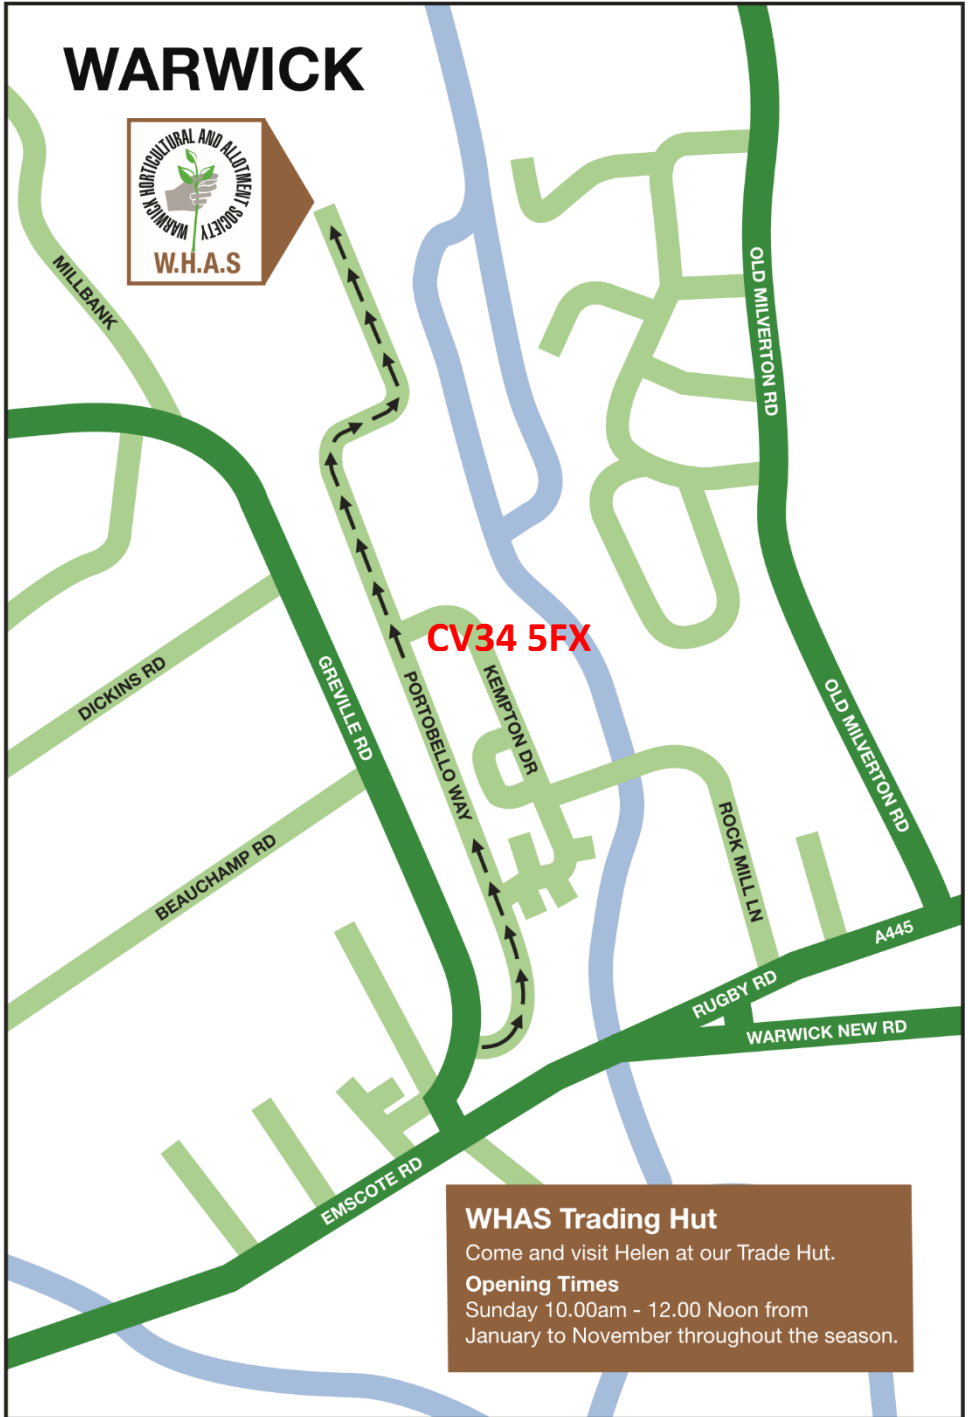 WARWICK
WARWICK HORTICULTURAL AND ALLOTMENT SOCIETY
W.H.A.S
MILLBANK
OLD MILVERTON RD
CV34 5FX
DICKINS RD
GREVILLE RD
PORTOBELLO WAY
KEMPTON DR
OLD MILVERTON RD
BEAUCHAMP RD
ROCK MILL LN
A445
RUGBY RD
WARWICK NEW RD
EMSCOTE RD
WHAS Trading Hut
Come and visit Helen at our Trade Hut.
Opening Times
Sunday 10.00am - 12.00 Noon from
January to November throughout the season.